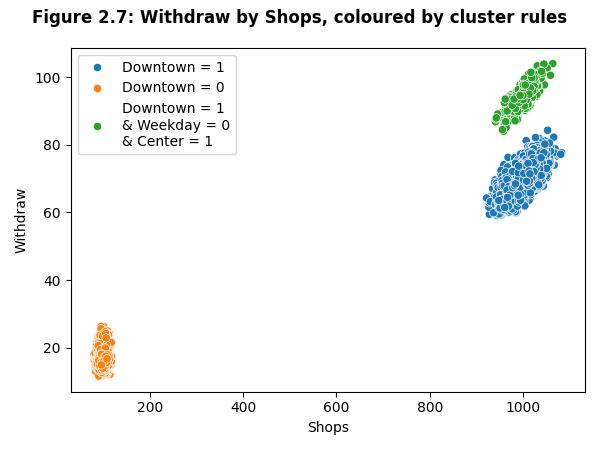 Figure 2.7: Withdraw by Shops, coloured by cluster rules
Downtown = 1
Downtown = 0
Downtown = 1
& Weekday = 0
& Center = 1
100
80
60
40
20
Withdraw
200
400
600
800
1000
Shops